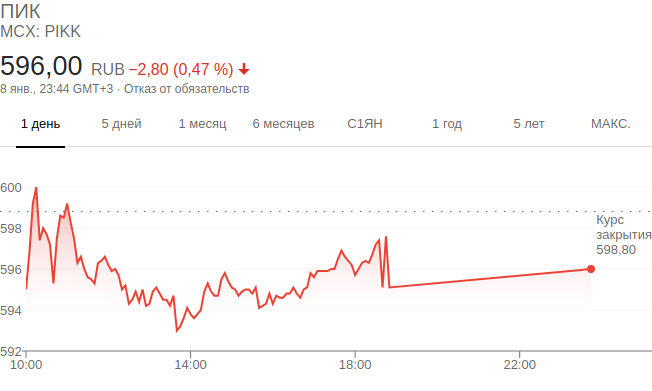 ПИК
MCX: PIKK
596,00 RUB −2,80 (0,47 %)
8 янв., 23:44 GMT+3 · Отказ от обязательств
1 день 5 дней 1 месяц 6 месяцев С1ЯН 1 год 5 лет МАКС.
600
598
596
594
592
Курс
закрытия
598,80
10:00 14:00 18:00 22:00